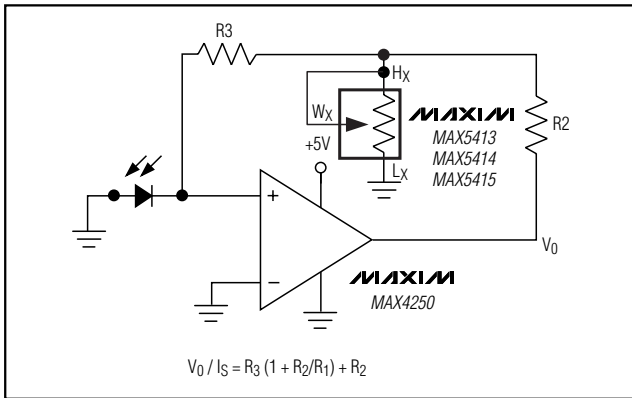 R3
HX
WX
MAXIM
R2
+5V
MAX5413
MAX5414
MAX5415
LX
+
V0
−
MAXIM
MAX4250
V0 / IS = R3 (1 + R2/R1) + R2